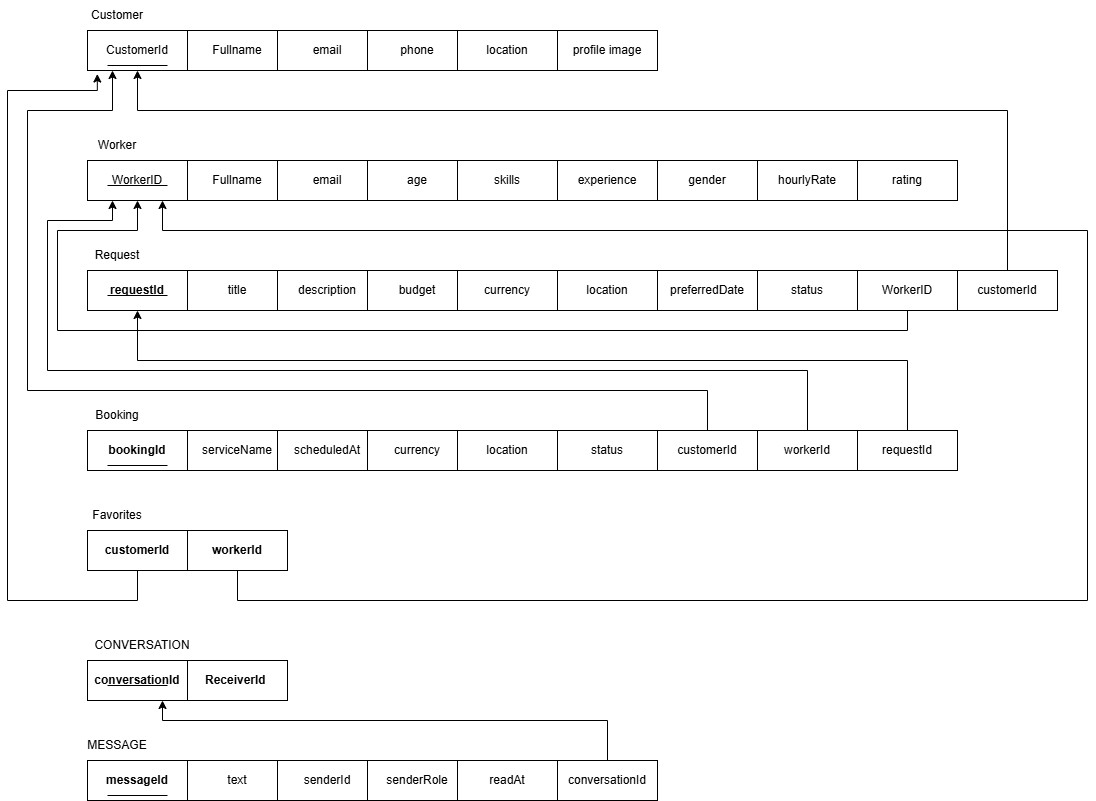 Customer
CustomerId Fullname email phone location profile image
Worker
WorkerID Fullname email age skills experience gender hourlyRate rating
Request
requestId title description budget currency location preferredDate status WorkerID customerId
Booking
bookingId serviceName scheduledAt currency location status customerId workerId requestId
Favorites
customerId workerId
CONVERSATION
conversationId ReceiverId
MESSAGE
messageId text senderId senderRole readAt conversationId